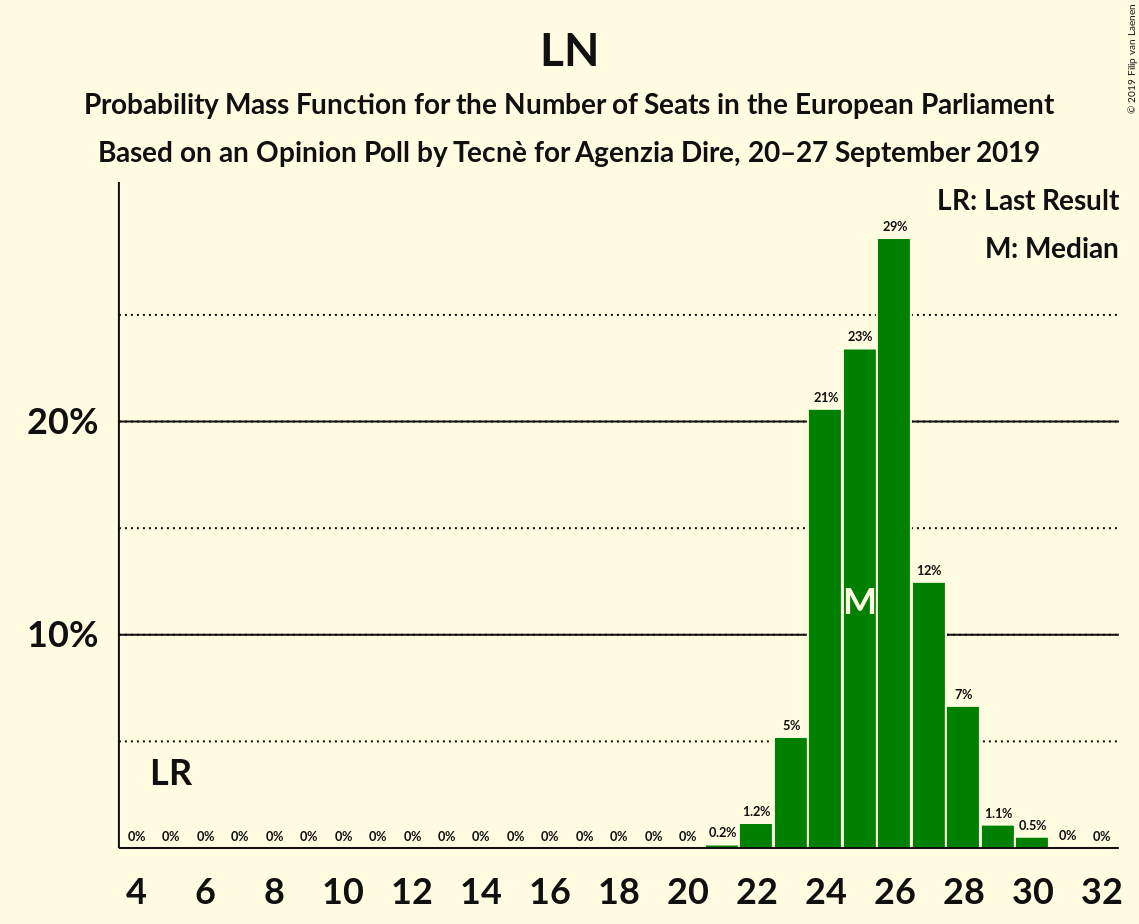 LN
Probability Mass Function for the Number of Seats in the European Parliament
Based on an Opinion Poll by Tecnè for Agenzia Dire, 20–27 September 2019
© 2019 Filip van Laenen
LR: Last Result
M: Median
29%
23%
21%
20%
12%
M
10%
7%
5%
LR
1.2%
1.1%
0.5%
0.2%
0% 0% 0% 0% 0% 0% 0% 0% 0% 0% 0% 0% 0% 0% 0% 0% 0% 0% 0%
4 6 8 10 12 14 16 18 20 22 24 26 28 30 32